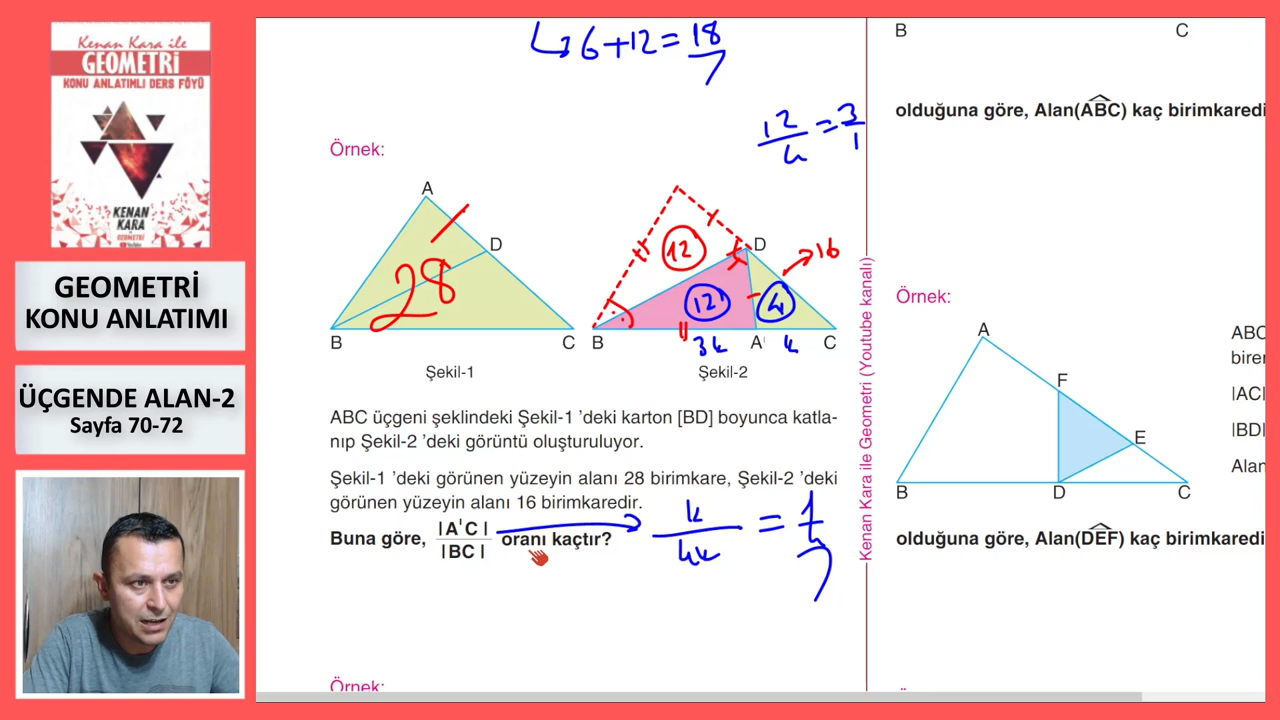 Kenan Kara ile
GEOMETRİ
KONU ANLATIMLI DERS FÖYÜ
KENAN
KARA
GEOMETRİ
KONU ANLATIMI
ÜÇGENDE ALAN-2
Sayfa 70-72
6+12=18
Örnek:
12/4=3/1
A
D
28
B
C
Şekil-1
12
D
16
12
4
B
3k
A'
k
C
Şekil-2
ABC üçgeni şeklindeki Şekil-1 'deki karton [BD] boyunca katla-
nıp Şekil-2 'deki görüntü oluşturuluyor.
Şekil-1 'deki görünen yüzeyin alanı 28 birimkare, Şekil-2 'deki
görünen yüzeyin alanı 16 birimkaredir.
Buna göre, |A'C| / |BC| oranı kaçtır?
k/4k = 1/4
Örnek:
Kenan Kara ile Geometri (Youtube kanalı)
B
C
olduğuna göre, Alan(ABC) kaç birimkaredi
Örnek:
A
F
E
B
D
C
ABC
birer
|AC|
|BD|
Alan
olduğuna göre, Alan(DEF) kaç birimkaredi